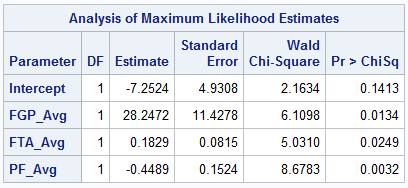 Analysis of Maximum Likelihood Estimates
Parameter DF Estimate Standard Error Wald Chi-Square Pr > ChiSq
Intercept 1 -7.2524 4.9308 2.1634 0.1413
FGP_Avg 1 28.2472 11.4278 6.1098 0.0134
FTA_Avg 1 0.1829 0.0815 5.0310 0.0249
PF_Avg 1 -0.4489 0.1524 8.6783 0.0032